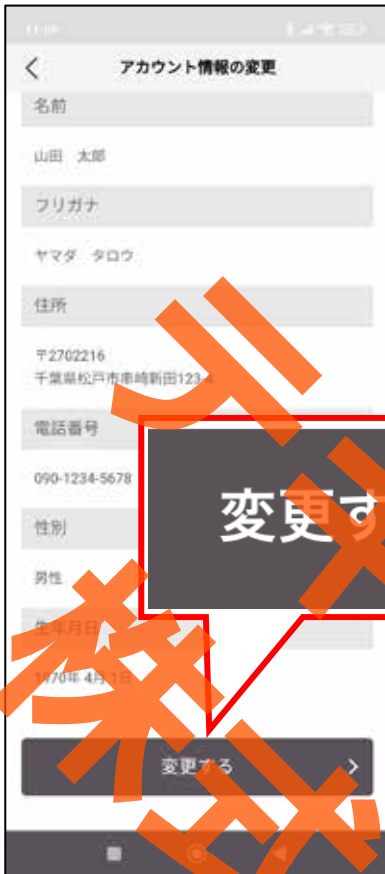 アカウント情報の変更
名前
山田 太郎
フリガナ
ヤマダ タロウ
住所
〒2702216
千葉県松戸市串崎新田123-4
電話番号
090-1234-5678
変更す
性別
男性
生年月日
1970年 4月 1日
変更する